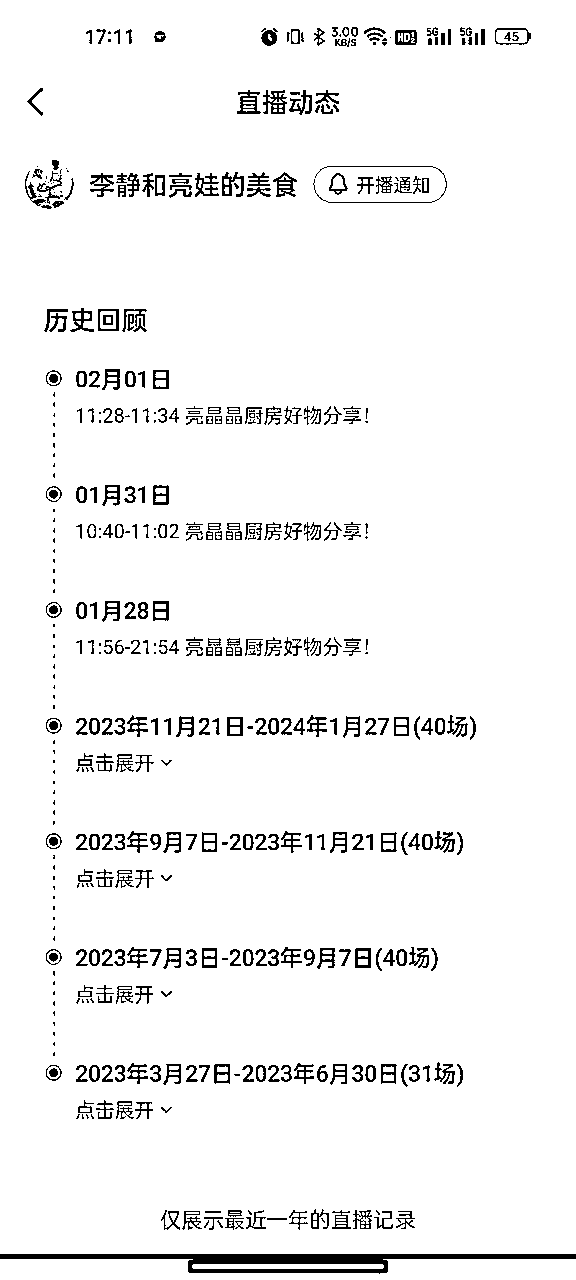 17:11 3.00 KB/S HD 5G 5G 45
直播动态
李静和亮娃的美食 开播通知
历史回顾
02月01日
11:28-11:34 亮晶晶厨房好物分享！
01月31日
10:40-11:02 亮晶晶厨房好物分享！
01月28日
11:56-21:54 亮晶晶厨房好物分享！
2023年11月21日-2024年1月27日(40场)
点击展开
2023年9月7日-2023年11月21日(40场)
点击展开
2023年7月3日-2023年9月7日(40场)
点击展开
2023年3月27日-2023年6月30日(31场)
点击展开
仅展示最近一年的直播记录